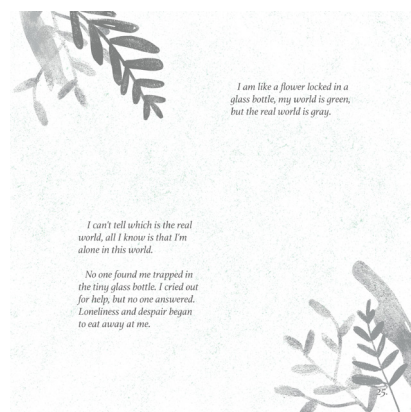 I am like a flower locked in a
glass bottle, my world is green,
but the real world is gray.
I can't tell which is the real
world, all I know is that I'm
alone in this world.
No one found me trapped in
the tiny glass bottle. I cried out
for help, but no one answered.
Loneliness and despair began
to eat away at me.
25.